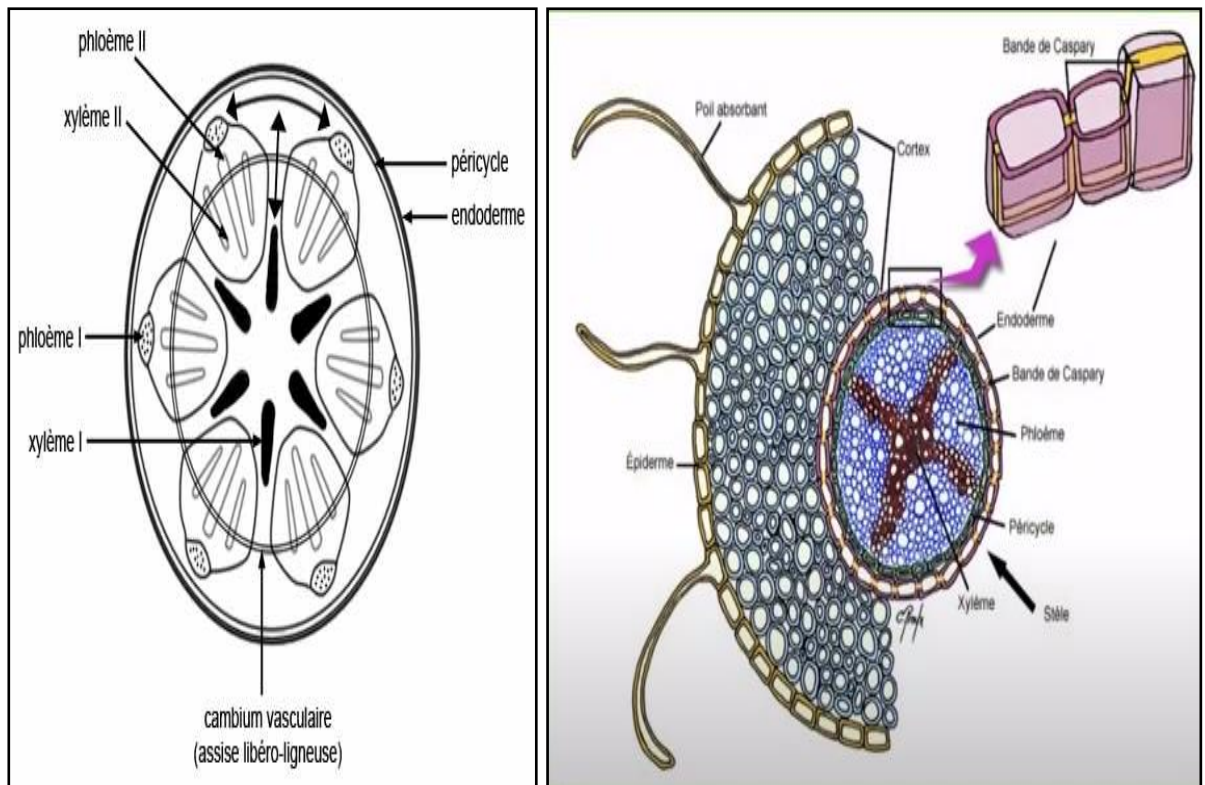 phloème II
xylème II
péricycle
endoderme
phloème I
xylème I
cambium vasculaire
(assise libéro-ligneuse)
Bande de Caspary
Poil absorbant
Cortex
Endoderme
Bande de Caspary
Phloème
Épiderme
Péricycle
Xylème
Stèle